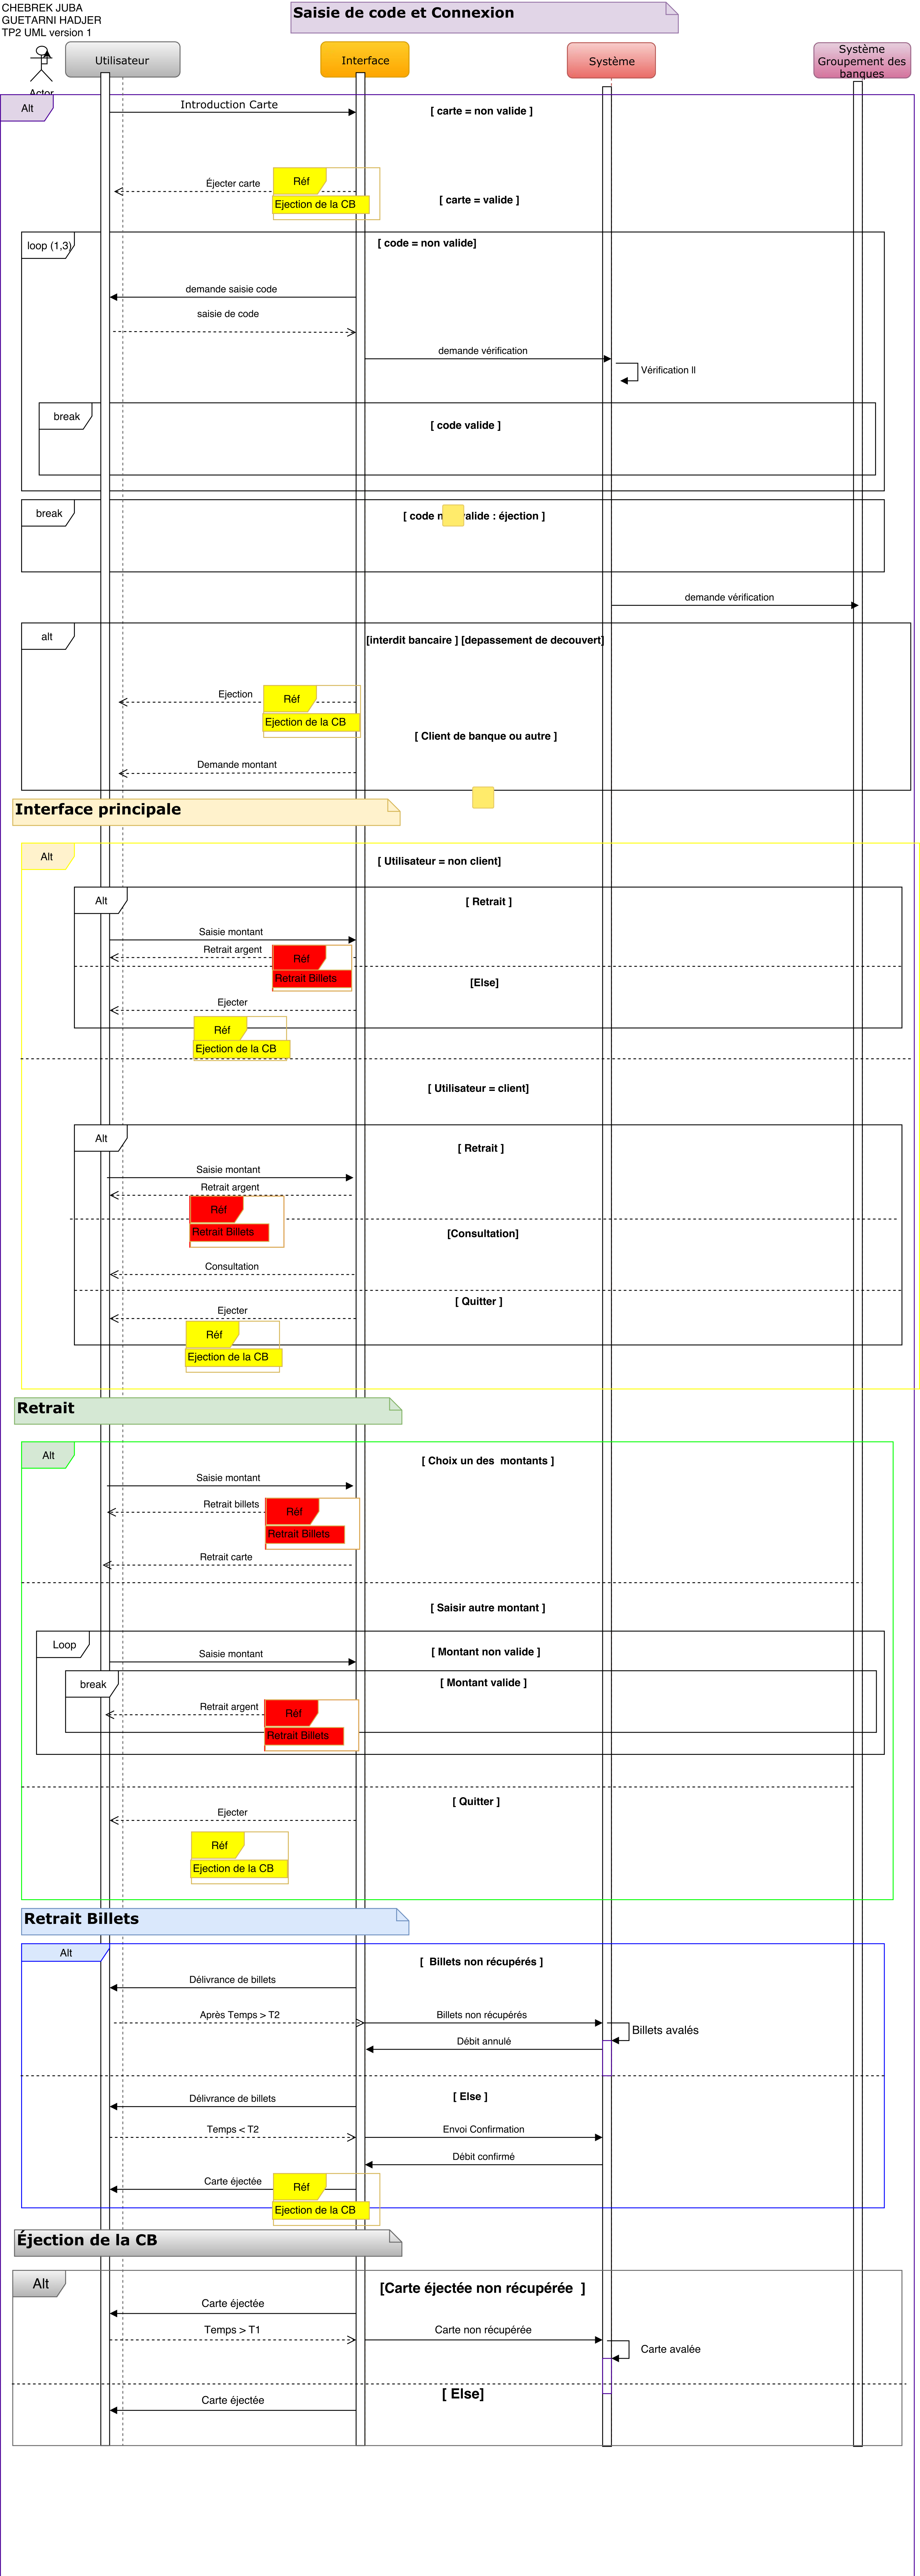 CHEBREK JUBA
GUETARNI HADJER
TP2 UML version 1
Saisie de code et Connexion
Actor
Utilisateur
Interface
Système
Système
Groupement des
banques
Alt
Introduction Carte
[ carte = non valide ]
Éjecter carte
Réf
Ejection de la CB
[ carte = valide ]
loop (1,3)
[ code = non valide]
demande saisie code
saisie de code
demande vérification
Vérification II
break
[ code valide ]
break
[ code n alide : éjection ]
demande vérification
alt
[interdit bancaire ] [depassement de decouvert]
Ejection
Réf
Ejection de la CB
[ Client de banque ou autre ]
Demande montant
Interface principale
Alt
[ Utilisateur = non client]
Alt
[ Retrait ]
Saisie montant
Retrait argent
Réf
Retrait Billets
[Else]
Ejecter
Réf
Ejection de la CB
[ Utilisateur = client]
Alt
[ Retrait ]
Saisie montant
Retrait argent
Réf
Retrait Billets
[Consultation]
Consultation
[ Quitter ]
Ejecter
Réf
Ejection de la CB
Retrait
Alt
[ Choix un des montants ]
Saisie montant
Retrait billets
Réf
Retrait Billets
Retrait carte
[ Saisir autre montant ]
Loop
Saisie montant
[ Montant non valide ]
break
[ Montant valide ]
Retrait argent
Réf
Retrait Billets
[ Quitter ]
Ejecter
Réf
Ejection de la CB
Retrait Billets
Alt
[ Billets non récupérés ]
Délivrance de billets
Après Temps > T2
Billets non récupérés
Billets avalés
Débit annulé
[ Else ]
Délivrance de billets
Temps < T2
Envoi Confirmation
Débit confirmé
Carte éjectée
Réf
Ejection de la CB
Éjection de la CB
Alt
[Carte éjectée non récupérée ]
Carte éjectée
Temps > T1
Carte non récupérée
Carte avalée
[ Else]
Carte éjectée